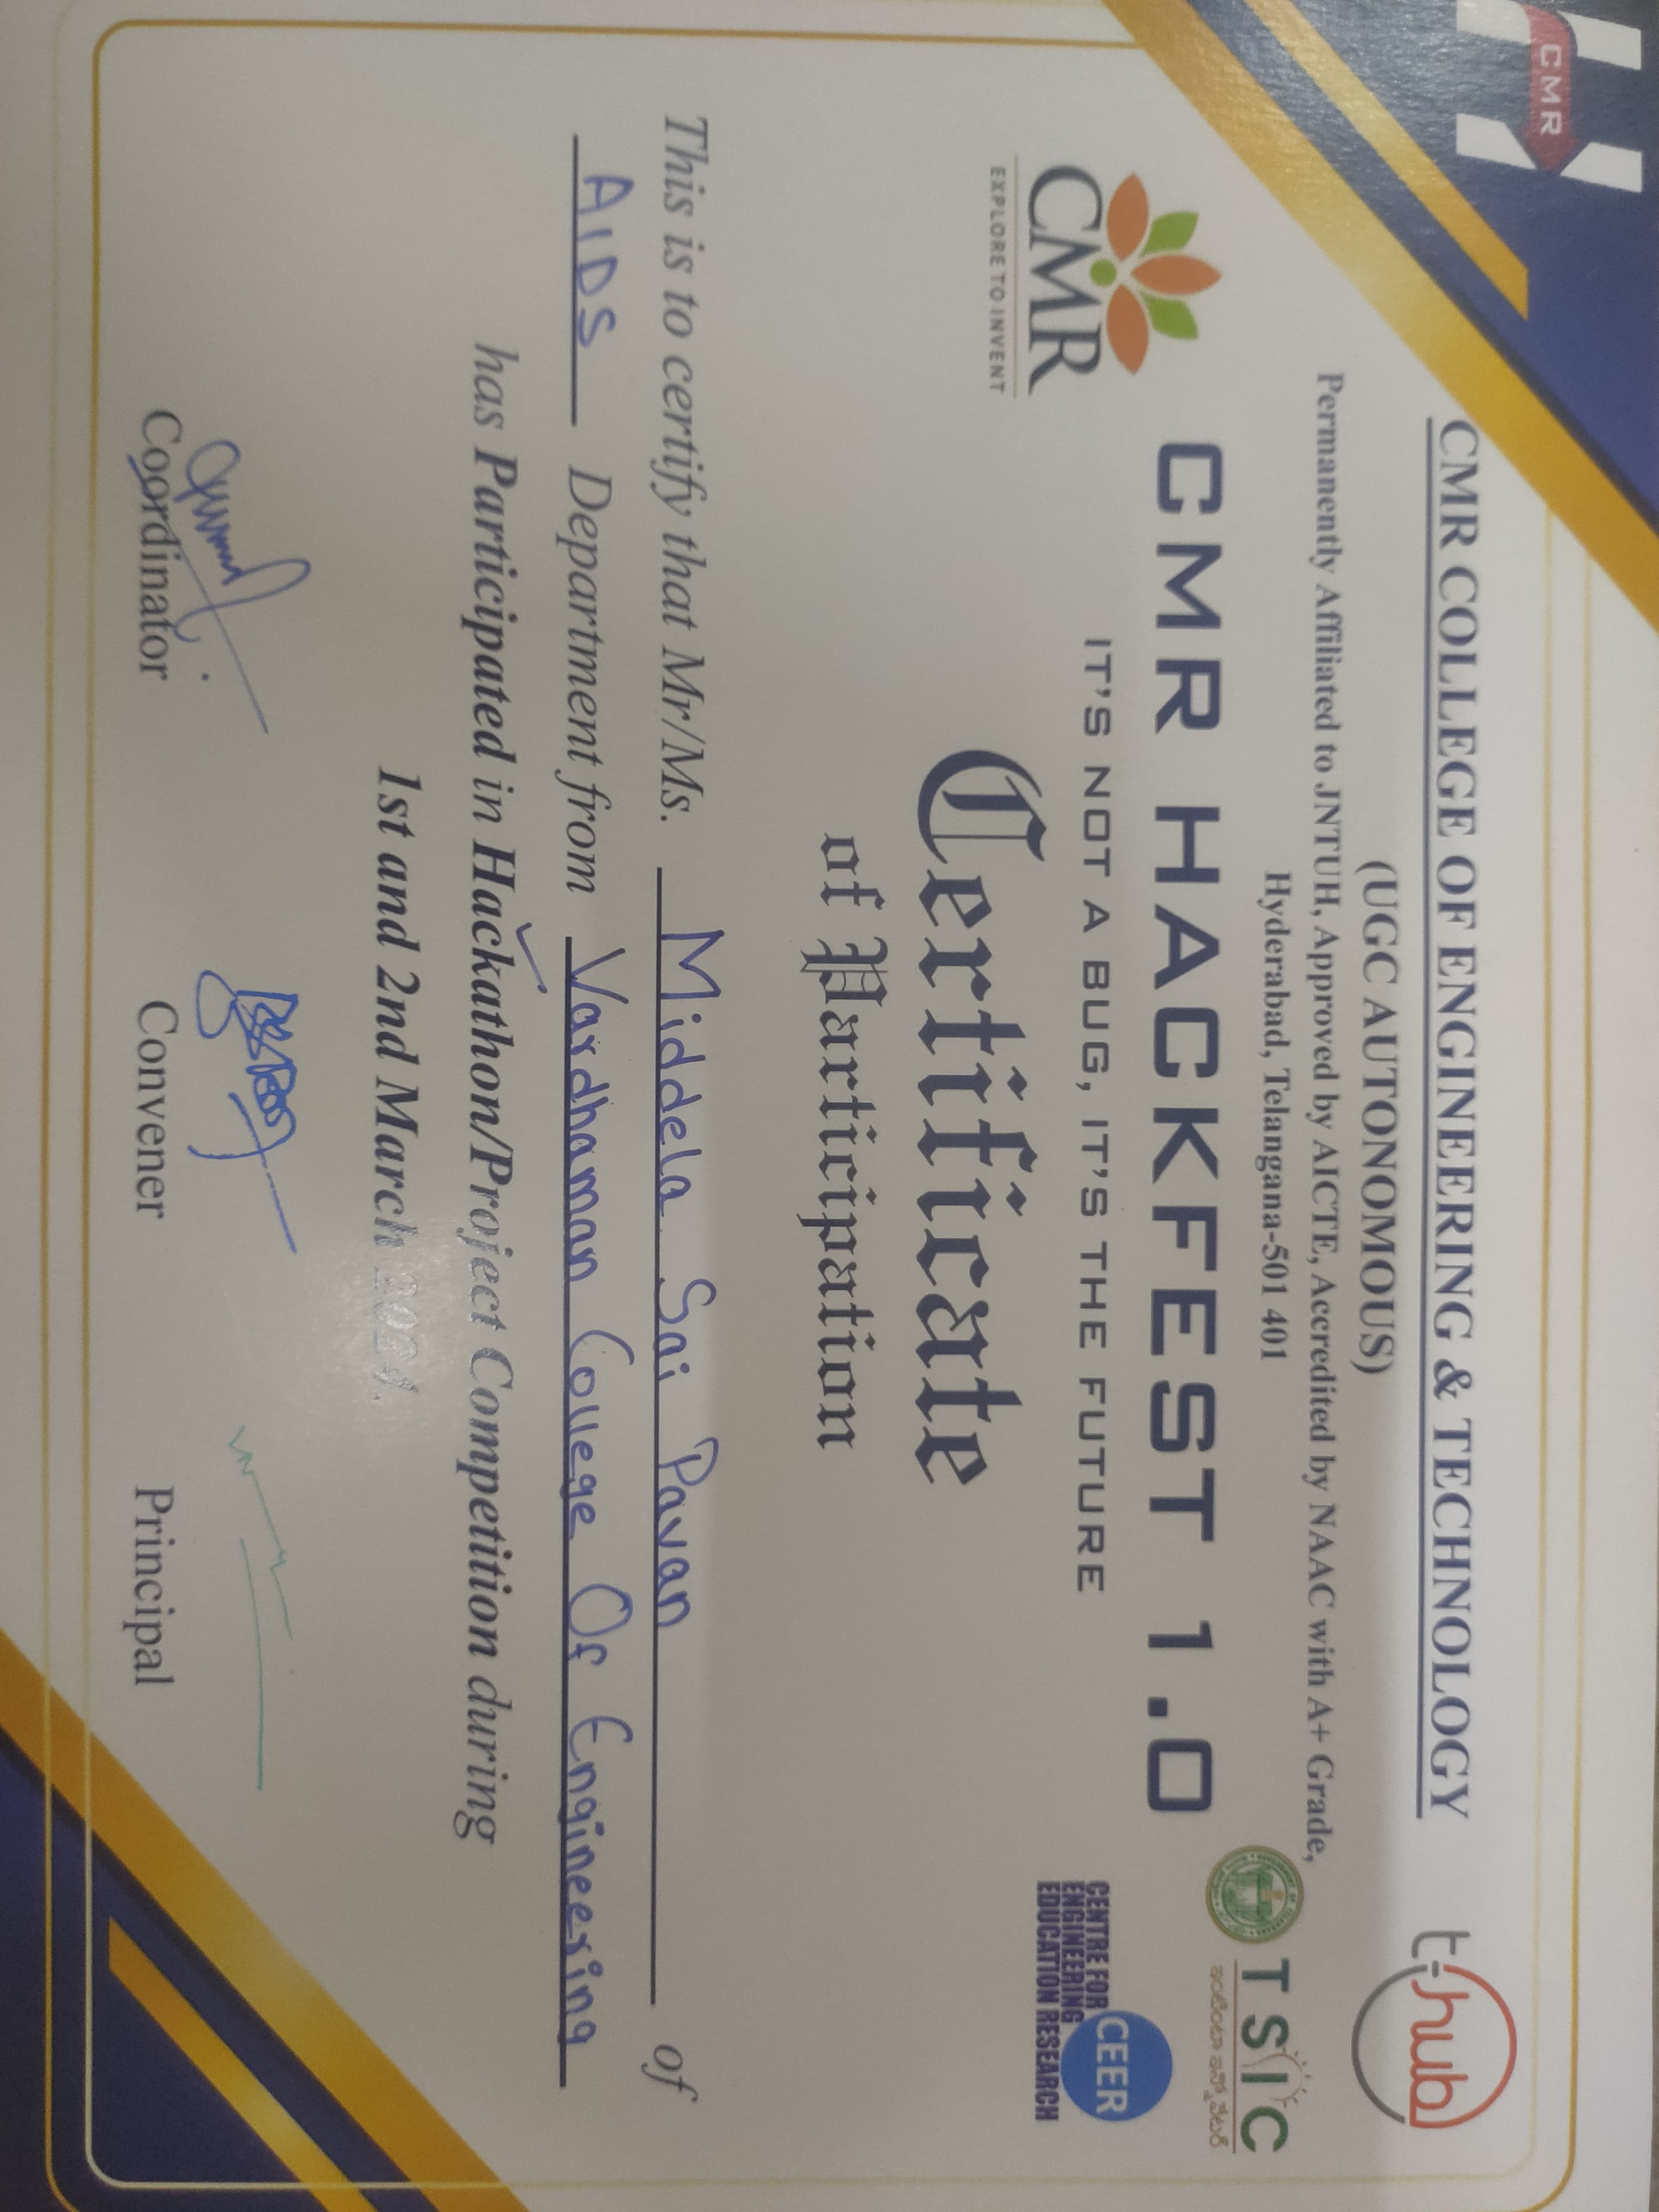 CMR
CMR COLLEGE OF ENGINEERING & TECHNOLOGY
t-hub
(UGC AUTONOMOUS)
Permanently Affiliated to JNTUH, Approved by AICTE, Accredited by NAAC with A+ Grade,
Hyderabad, Telangana-501 401
TSIC
ఇంటింటా ఇన్నోవేటర్
CMR HACKFEST 1.0
IT'S NOT A BUG, IT'S THE FUTURE
CMR
EXPLORE TO INVENT
CEER
CENTRE FOR
ENGINEERING
EDUCATION RESEARCH
Certificate
of Participation
This is to certify that Mr/Ms. Middela Sai Pavan of
AIDS Department from Vardhaman College Of Engineering
has Participated in Hackathon/Project Competition during
1st and 2nd March 2024.
Coordinator
Convener
Principal